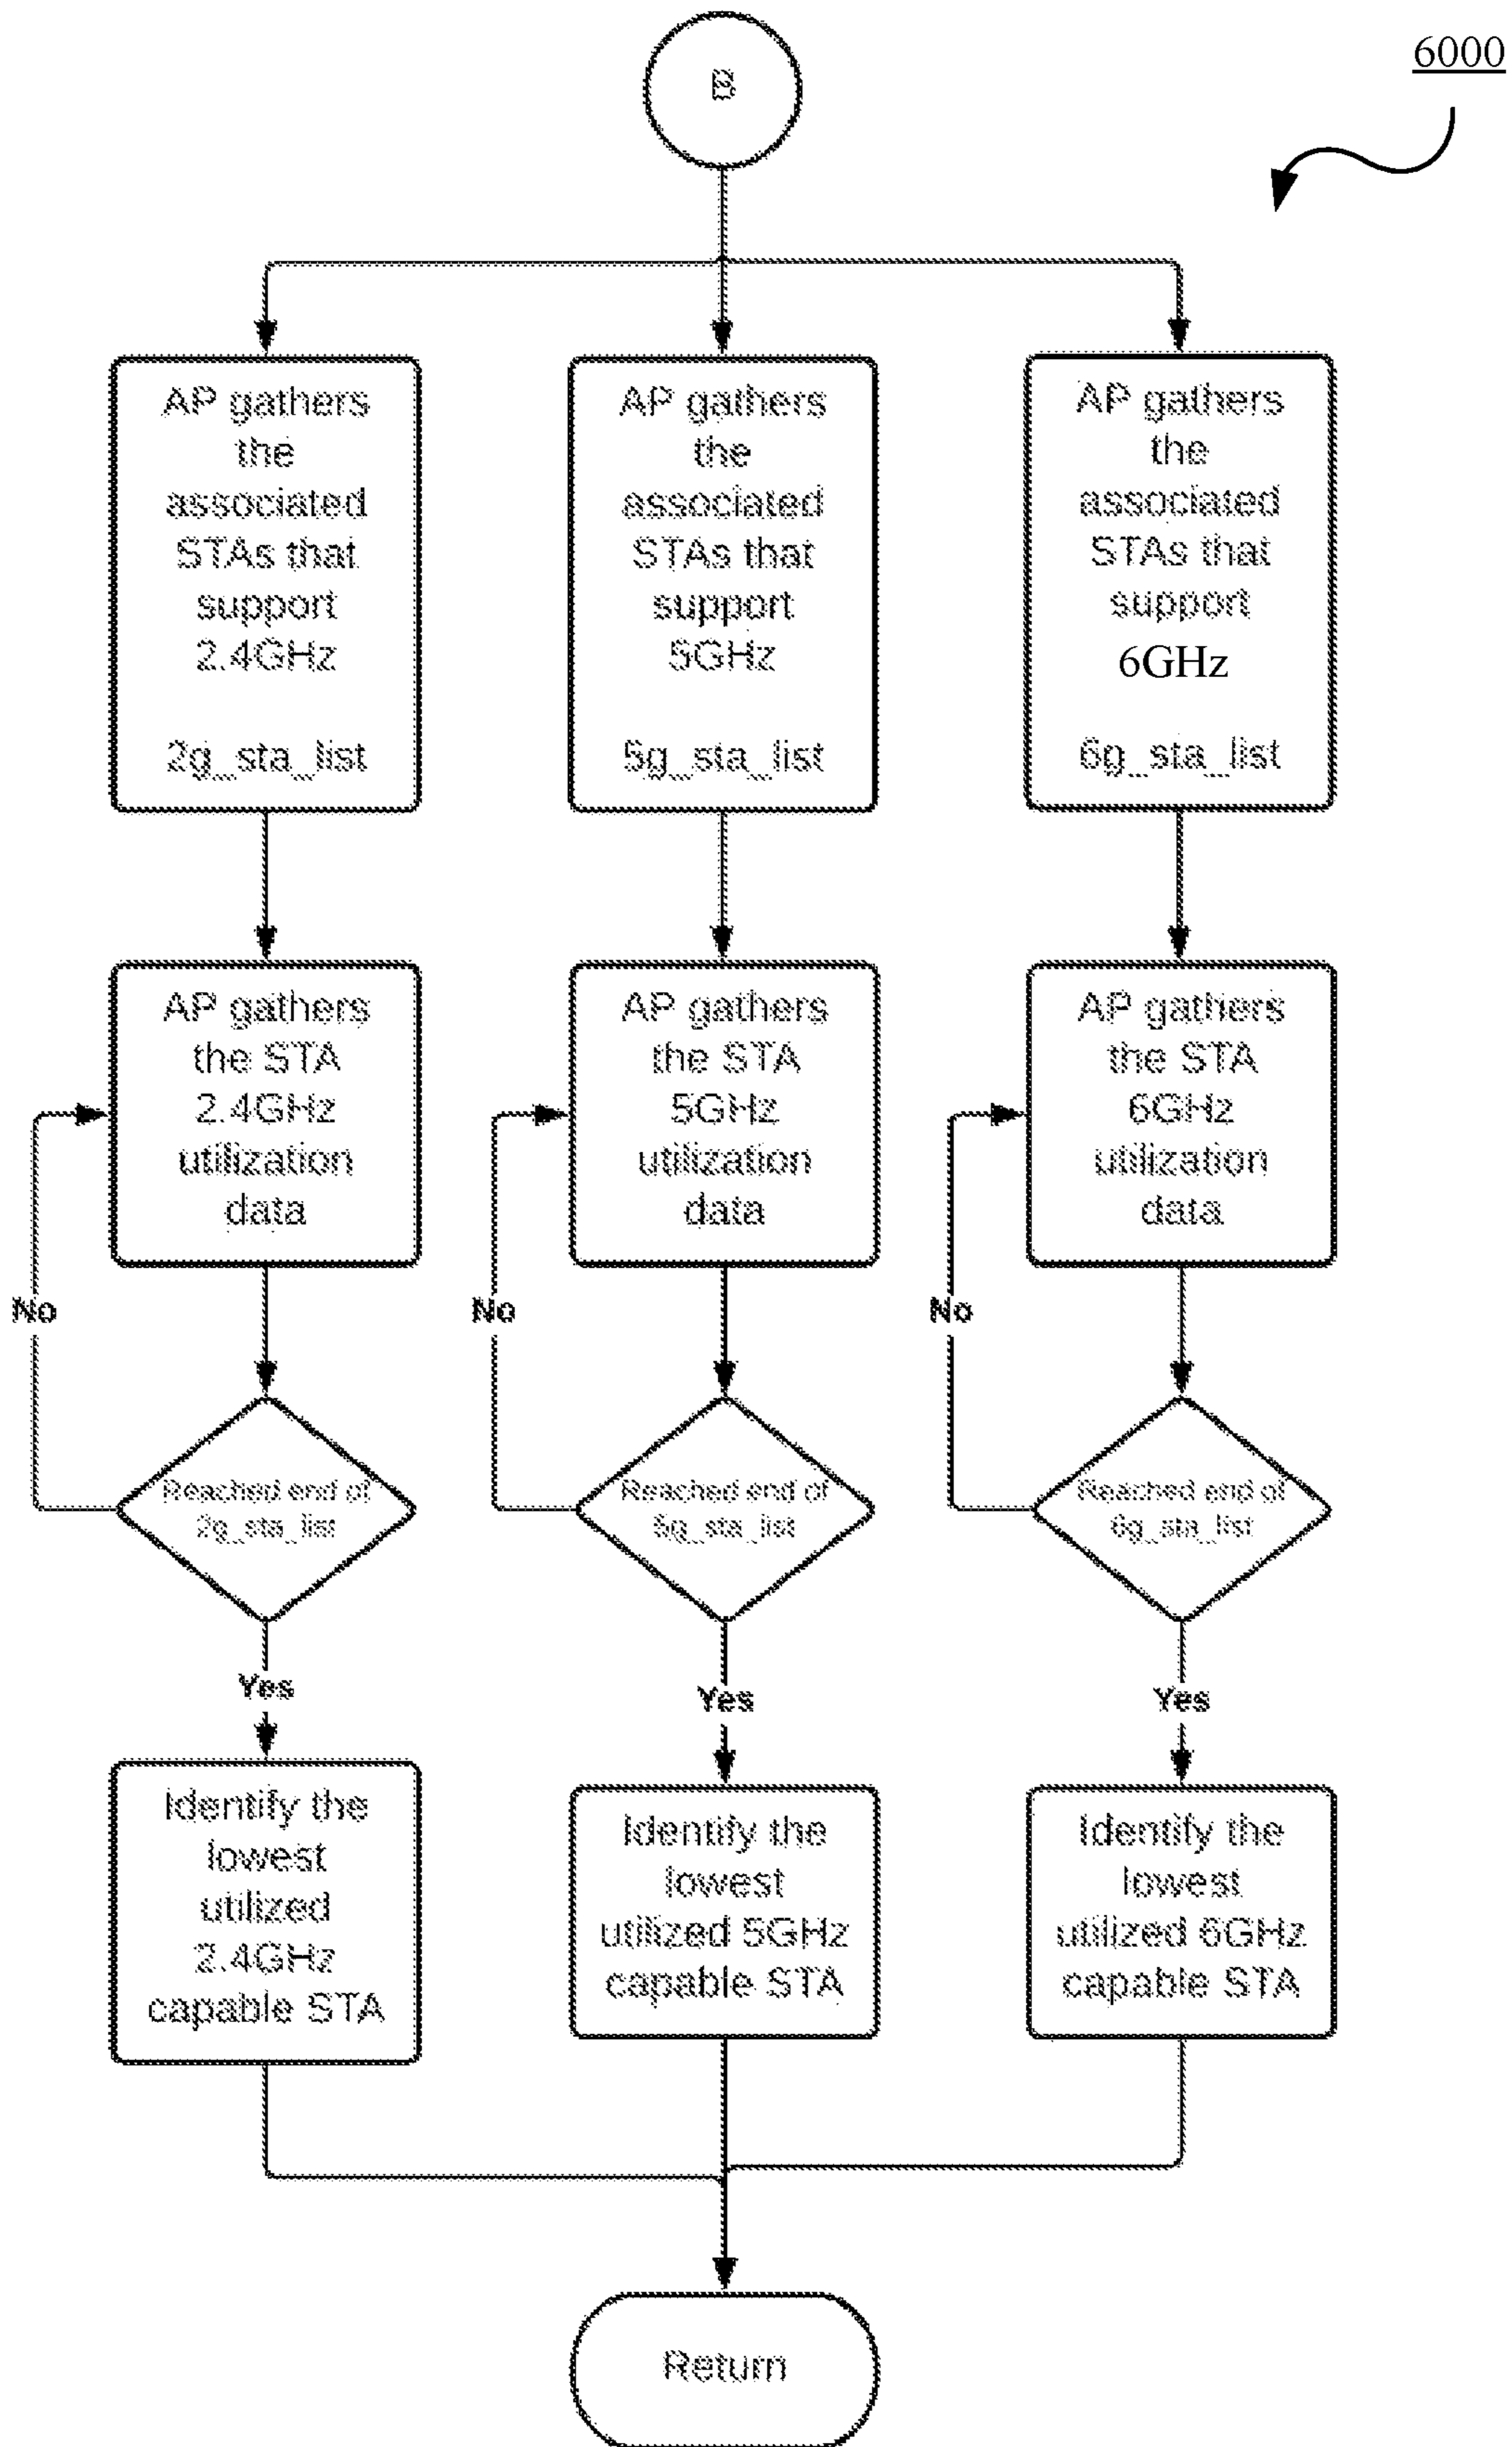 6000
B
AP gathers
the
associated
STAs that
support
2.4GHz
2g_sta_list
AP gathers
the
associated
STAs that
support
5GHz
5g_sta_list
AP gathers
the
associated
STAs that
support
6GHz
6g_sta_list
AP gathers
the STA
2.4GHz
utilization
data
AP gathers
the STA
5GHz
utilization
data
AP gathers
the STA
6GHz
utilization
data
No
No
No
Reached end of
2g_sta_list
Reached end of
5g_sta_list
Reached end of
6g_sta_list
Yes
Yes
Yes
Identify the
lowest
utilized
2.4GHz
capable STA
Identify the
lowest
utilized 5GHz
capable STA
Identify the
lowest
utilized 6GHz
capable STA
Return